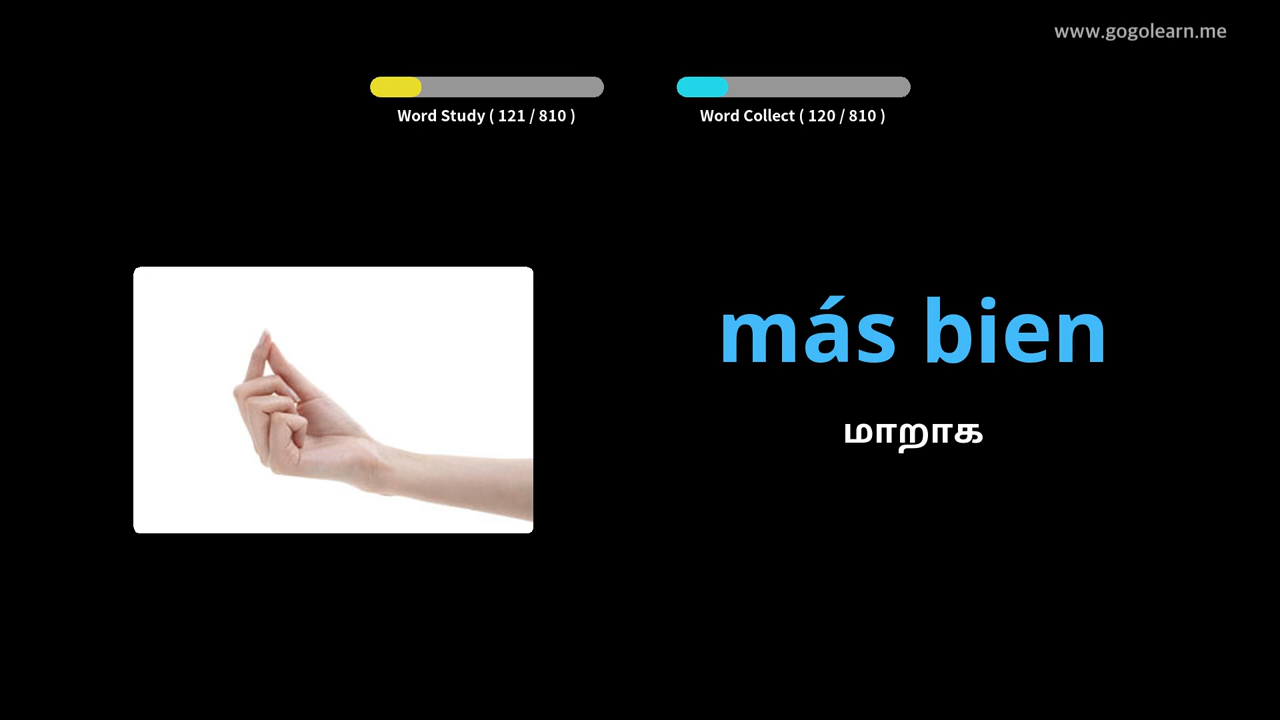 www.gogolearn.me
Word Study ( 121 / 810 )
Word Collect ( 120 / 810 )
más bien
மாறாக